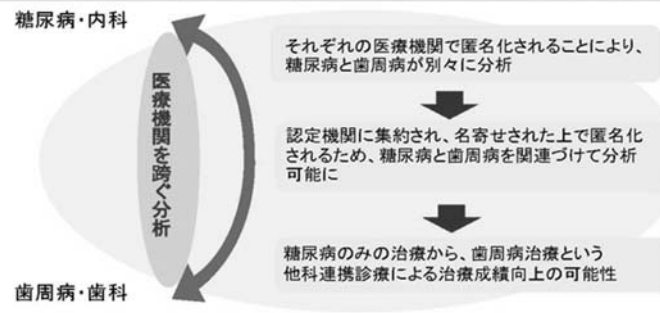 糖尿病・内科
医療機関を跨ぐ分析
歯周病・歯科
それぞれの医療機関で匿名化されることにより、
糖尿病と歯周病が別々に分析
認定機関に集約され、名寄せされた上で匿名化
されるため、糖尿病と歯周病を関連づけて分析
可能に
糖尿病のみの治療から、歯周病治療という
他科連携診療による治療成績向上の可能性